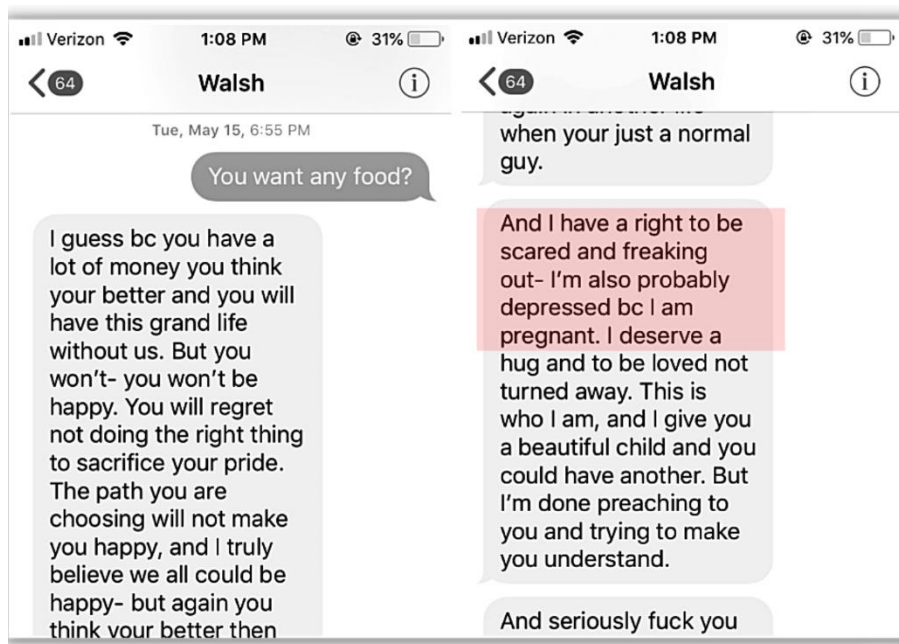 Verizon 1:08 PM 31%
64 Walsh i
Tue, May 15, 6:55 PM
You want any food?
I guess bc you have a
lot of money you think
your better and you will
have this grand life
without us. But you
won't- you won't be
happy. You will regret
not doing the right thing
to sacrifice your pride.
The path you are
choosing will not make
you happy, and I truly
believe we all could be
happy- but again you
think your better then
Verizon 1:08 PM 31%
64 Walsh i
when your just a normal
guy.
And I have a right to be
scared and freaking
out- I'm also probably
depressed bc I am
pregnant. I deserve a
hug and to be loved not
turned away. This is
who I am, and I give you
a beautiful child and you
could have another. But
I'm done preaching to
you and trying to make
you understand.
And seriously fuck you